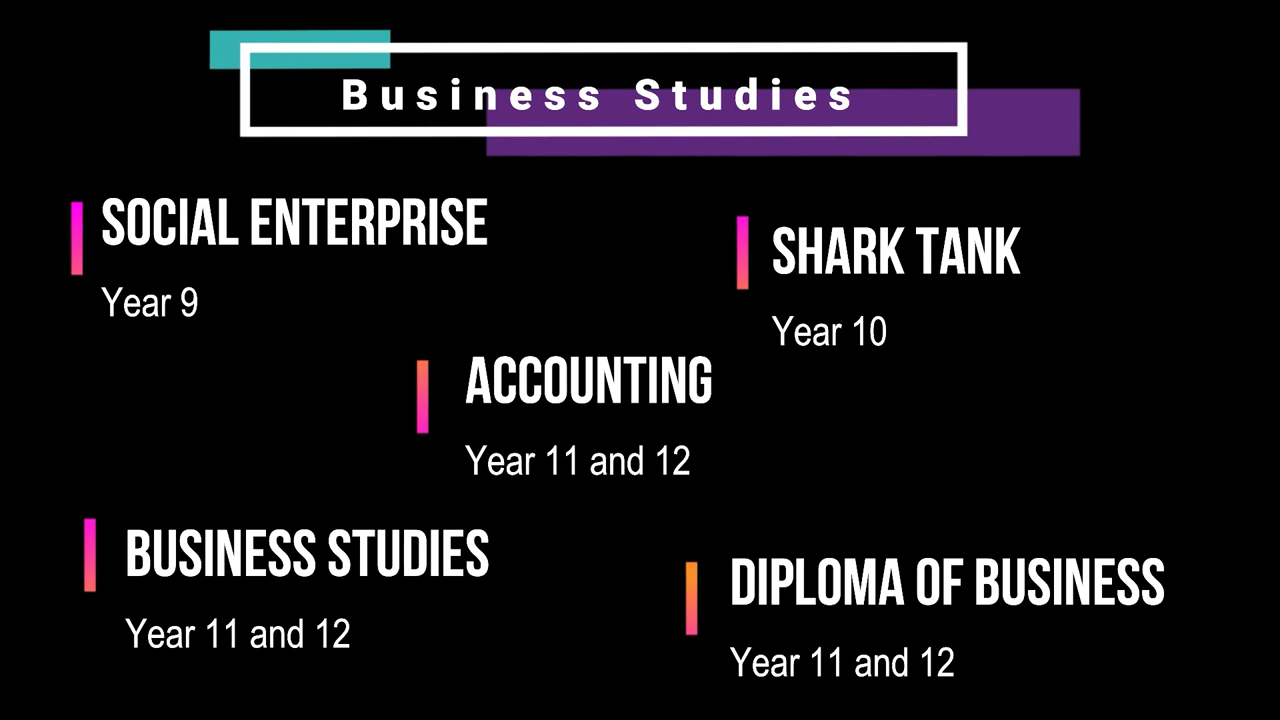 Business Studies
SOCIAL ENTERPRISE
Year 9
SHARK TANK
Year 10
ACCOUNTING
Year 11 and 12
BUSINESS STUDIES
Year 11 and 12
DIPLOMA OF BUSINESS
Year 11 and 12